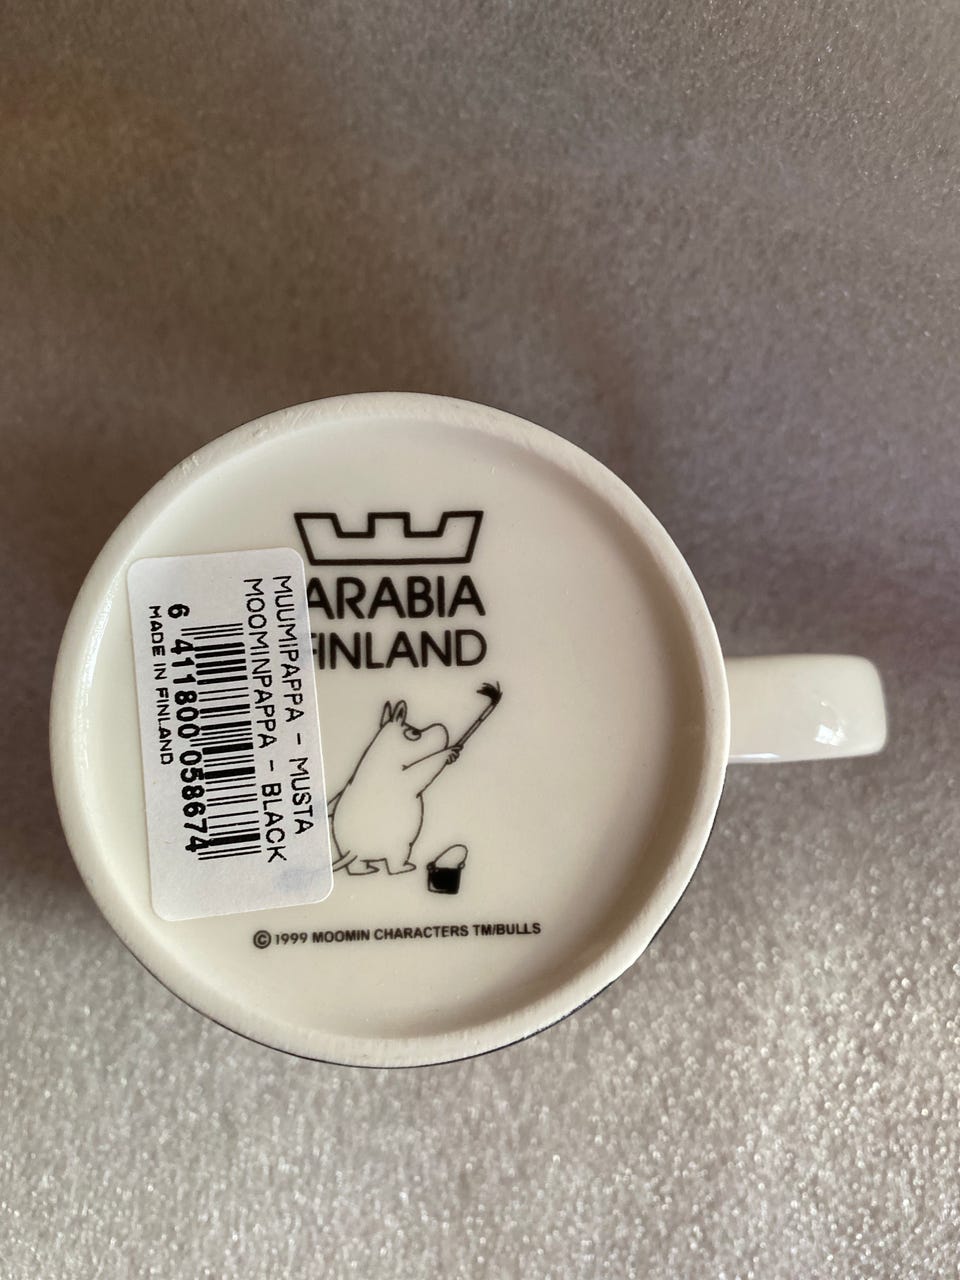 ARABIA
FINLAND
© 1999 MOOMIN CHARACTERS TM/BULLS
MUUMIPAPPA - MUSTA
MOOMINPAPPA - BLACK
6 411800 058674
MADE IN FINLAND